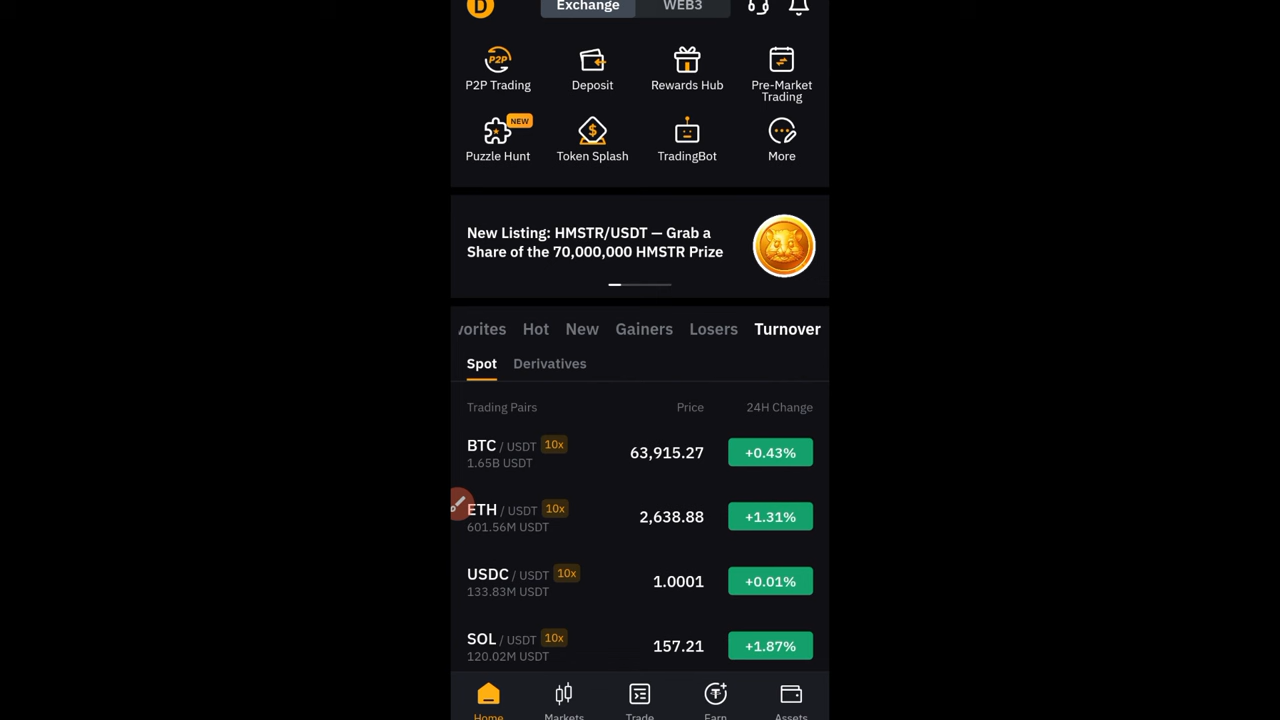 D Exchange WEB3
P2P
P2P Trading Deposit Rewards Hub Pre-Market
Trading
NEW
$
Puzzle Hunt Token Splash TradingBot More
New Listing: HMSTR/USDT — Grab a
Share of the 70,000,000 HMSTR Prize
vorites Hot New Gainers Losers Turnover
Spot Derivatives
Trading Pairs Price 24H Change
BTC / USDT 10x 63,915.27 +0.43%
1.65B USDT
ETH / USDT 10x 2,638.88 +1.31%
601.56M USDT
USDC / USDT 10x 1.0001 +0.01%
133.83M USDT
SOL / USDT 10x 157.21 +1.87%
120.02M USDT
Home Markets Trade Earn Assets